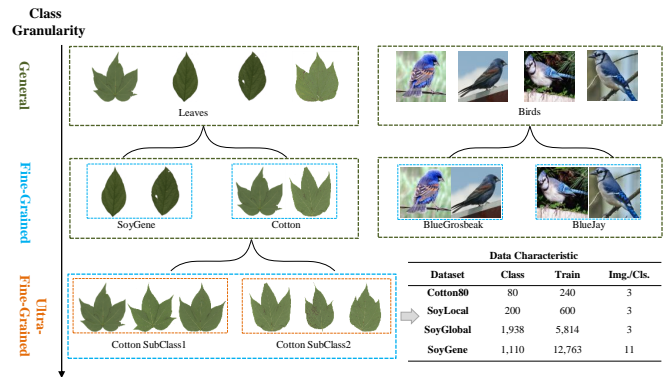 Class
Granularity
General
Leaves
Birds
Fine-Grained
SoyGene
Cotton
BlueGrosbeak
BlueJay
Ultra-
Fine-Grained
Cotton SubClass1
Cotton SubClass2
Data Characteristic
Dataset Class Train Img./Cls.
Cotton80 80 240 3
SoyLocal 200 600 3
SoyGlobal 1,938 5,814 3
SoyGene 1,110 12,763 11